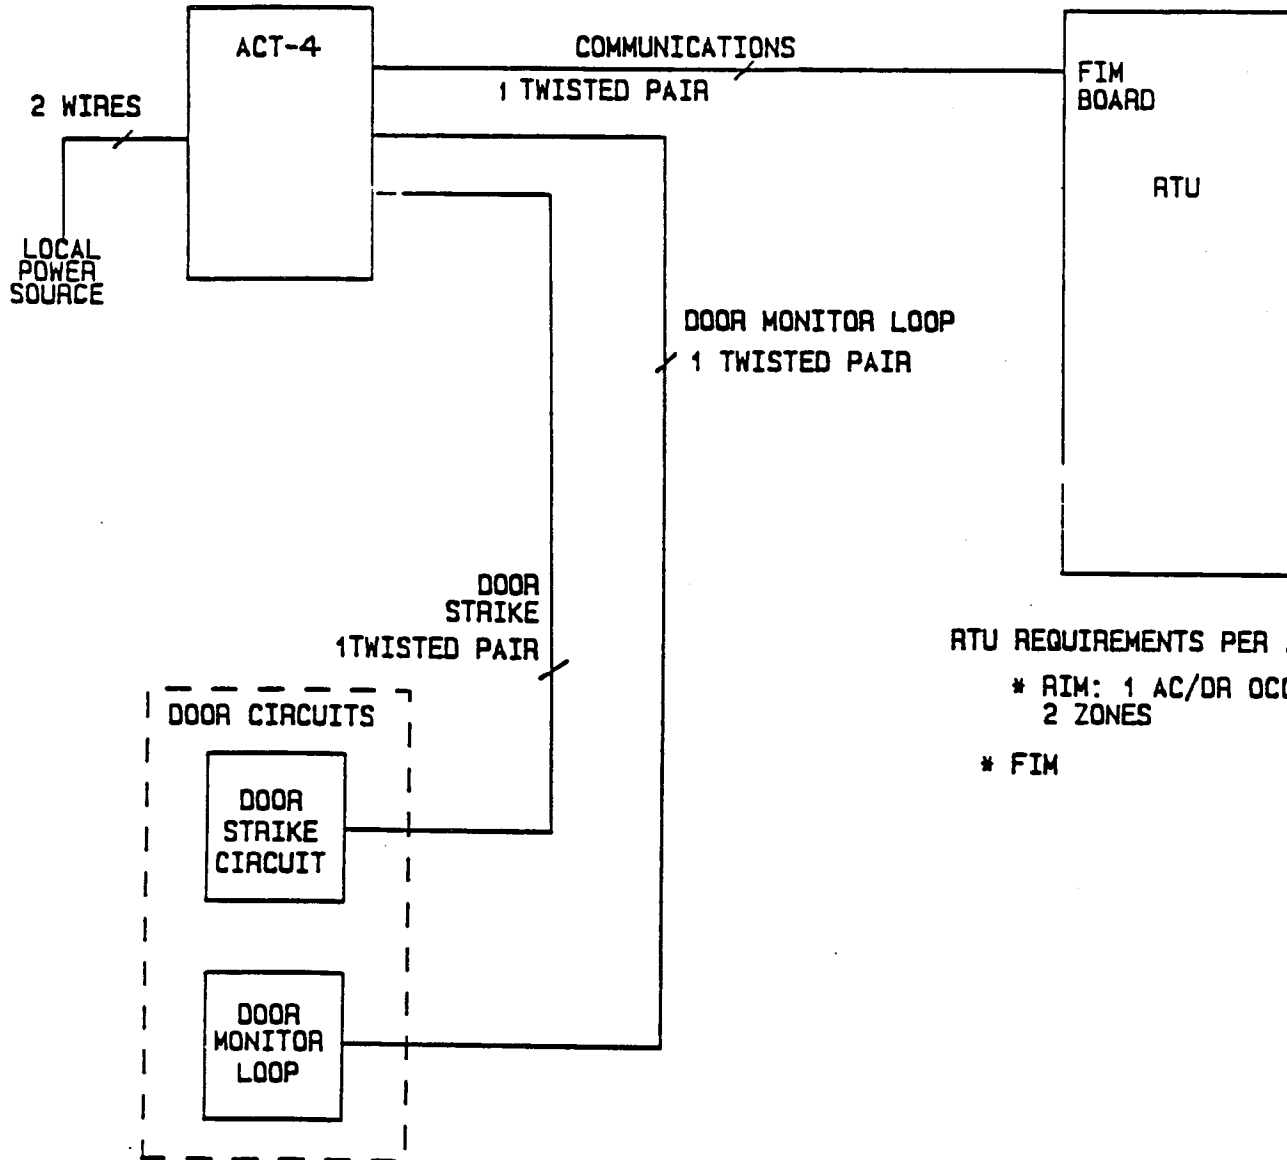 ACT-4
COMMUNICATIONS
1 TWISTED PAIR
FIM
BOARD
RTU
2 WIRES
LOCAL
POWER
SOURCE
DOOR MONITOR LOOP
1 TWISTED PAIR
DOOR
STRIKE
1TWISTED PAIR
RTU REQUIREMENTS PER
* RIM: 1 AC/DR
2 ZONES
* FIM
DOOR CIRCUITS
DOOR
STRIKE
CIRCUIT
DOOR
MONITOR
LOOP